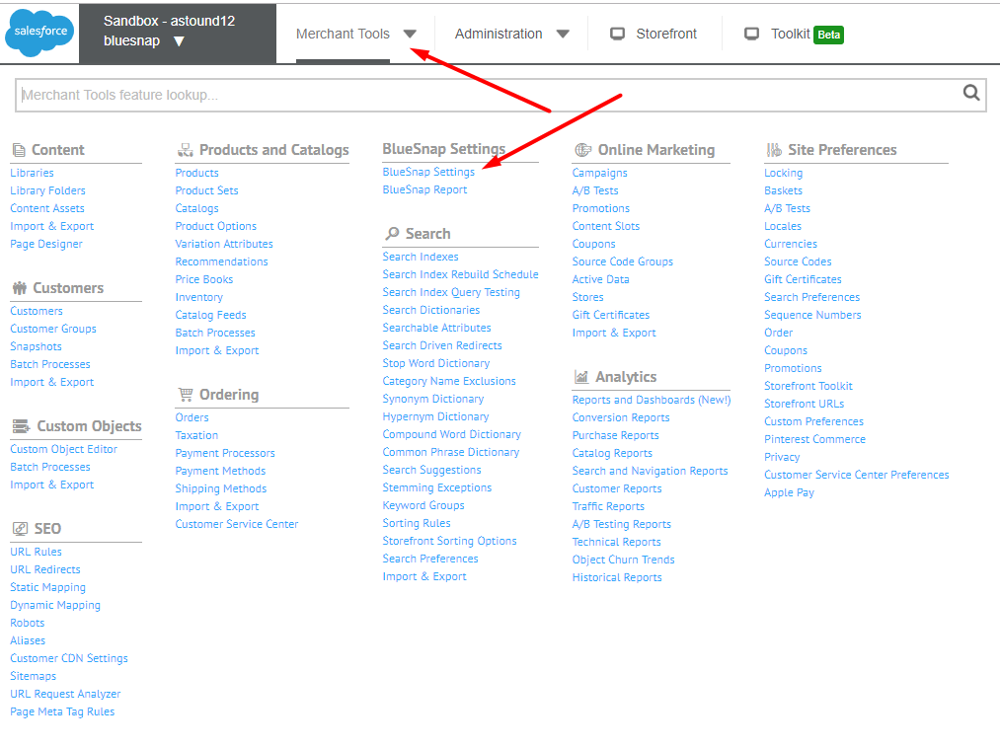 salesforce
Sandbox - astound12
bluesnap
Merchant Tools
Administration
Storefront
Toolkit Beta
Merchant Tools feature lookup...
Content
Libraries
Library Folders
Content Assets
Import & Export
Page Designer
Customers
Customers
Customer Groups
Snapshots
Batch Processes
Import & Export
Custom Objects
Custom Object Editor
Batch Processes
Import & Export
SEO
URL Rules
URL Redirects
Static Mapping
Dynamic Mapping
Robots
Aliases
Customer CDN Settings
Sitemaps
URL Request Analyzer
Page Meta Tag Rules
Products and Catalogs
Products
Product Sets
Catalogs
Product Options
Variation Attributes
Recommendations
Price Books
Inventory
Catalog Feeds
Batch Processes
Import & Export
Ordering
Orders
Taxation
Payment Processors
Payment Methods
Shipping Methods
Import & Export
Customer Service Center
BlueSnap Settings
BlueSnap Settings
BlueSnap Report
Search
Search Indexes
Search Index Rebuild Schedule
Search Index Query Testing
Search Dictionaries
Searchable Attributes
Search Driven Redirects
Stop Word Dictionary
Category Name Exclusions
Synonym Dictionary
Hypernym Dictionary
Compound Word Dictionary
Common Phrase Dictionary
Search Suggestions
Stemming Exceptions
Keyword Groups
Sorting Rules
Storefront Sorting Options
Search Preferences
Import & Export
Online Marketing
Campaigns
A/B Tests
Promotions
Content Slots
Coupons
Source Code Groups
Active Data
Stores
Gift Certificates
Import & Export
Analytics
Reports and Dashboards (New!)
Conversion Reports
Purchase Reports
Catalog Reports
Search and Navigation Reports
Customer Reports
Traffic Reports
A/B Testing Reports
Technical Reports
Object Churn Trends
Historical Reports
Site Preferences
Locking
Baskets
A/B Tests
Locales
Currencies
Source Codes
Gift Certificates
Search Preferences
Sequence Numbers
Order
Coupons
Promotions
Storefront Toolkit
Storefront URLs
Custom Preferences
Pinterest Commerce
Privacy
Customer Service Center Preferences
Apple Pay